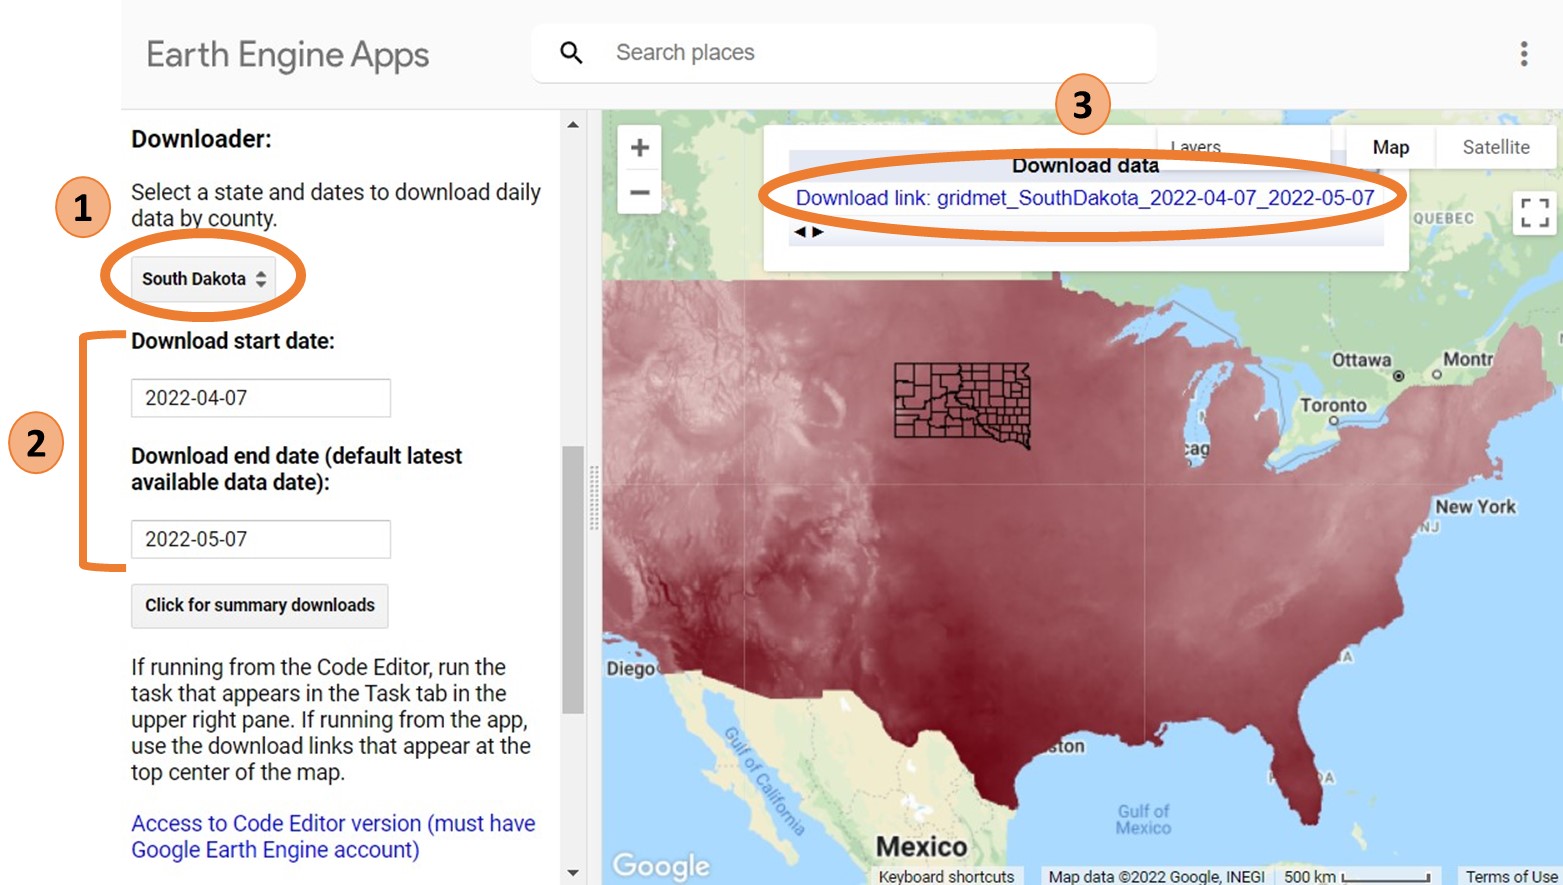 Earth Engine Apps
Search places
3
Downloader:
1
Select a state and dates to download daily
data by county.
South Dakota
2
Download start date:
2022-04-07
Download end date (default latest
available data date):
2022-05-07
Click for summary downloads
If running from the Code Editor, run the
task that appears in the Task tab in the
upper right pane. If running from the app,
use the download links that appear at the
top center of the map.
Access to Code Editor version (must have
Google Earth Engine account)
+
−
Layers
Map
Satellite
Download data
Download link: gridmet_SouthDakota_2022-04-07_2022-05-07
QUEBEC
Ottawa
Montr
Toronto
cag
New York
NJ
Diego
ston
DA
Gulf of California
Gulf of
Mexico
Mexico
Google
Keyboard shortcuts
Map data ©2022 Google, INEGI
500 km
Terms of Use